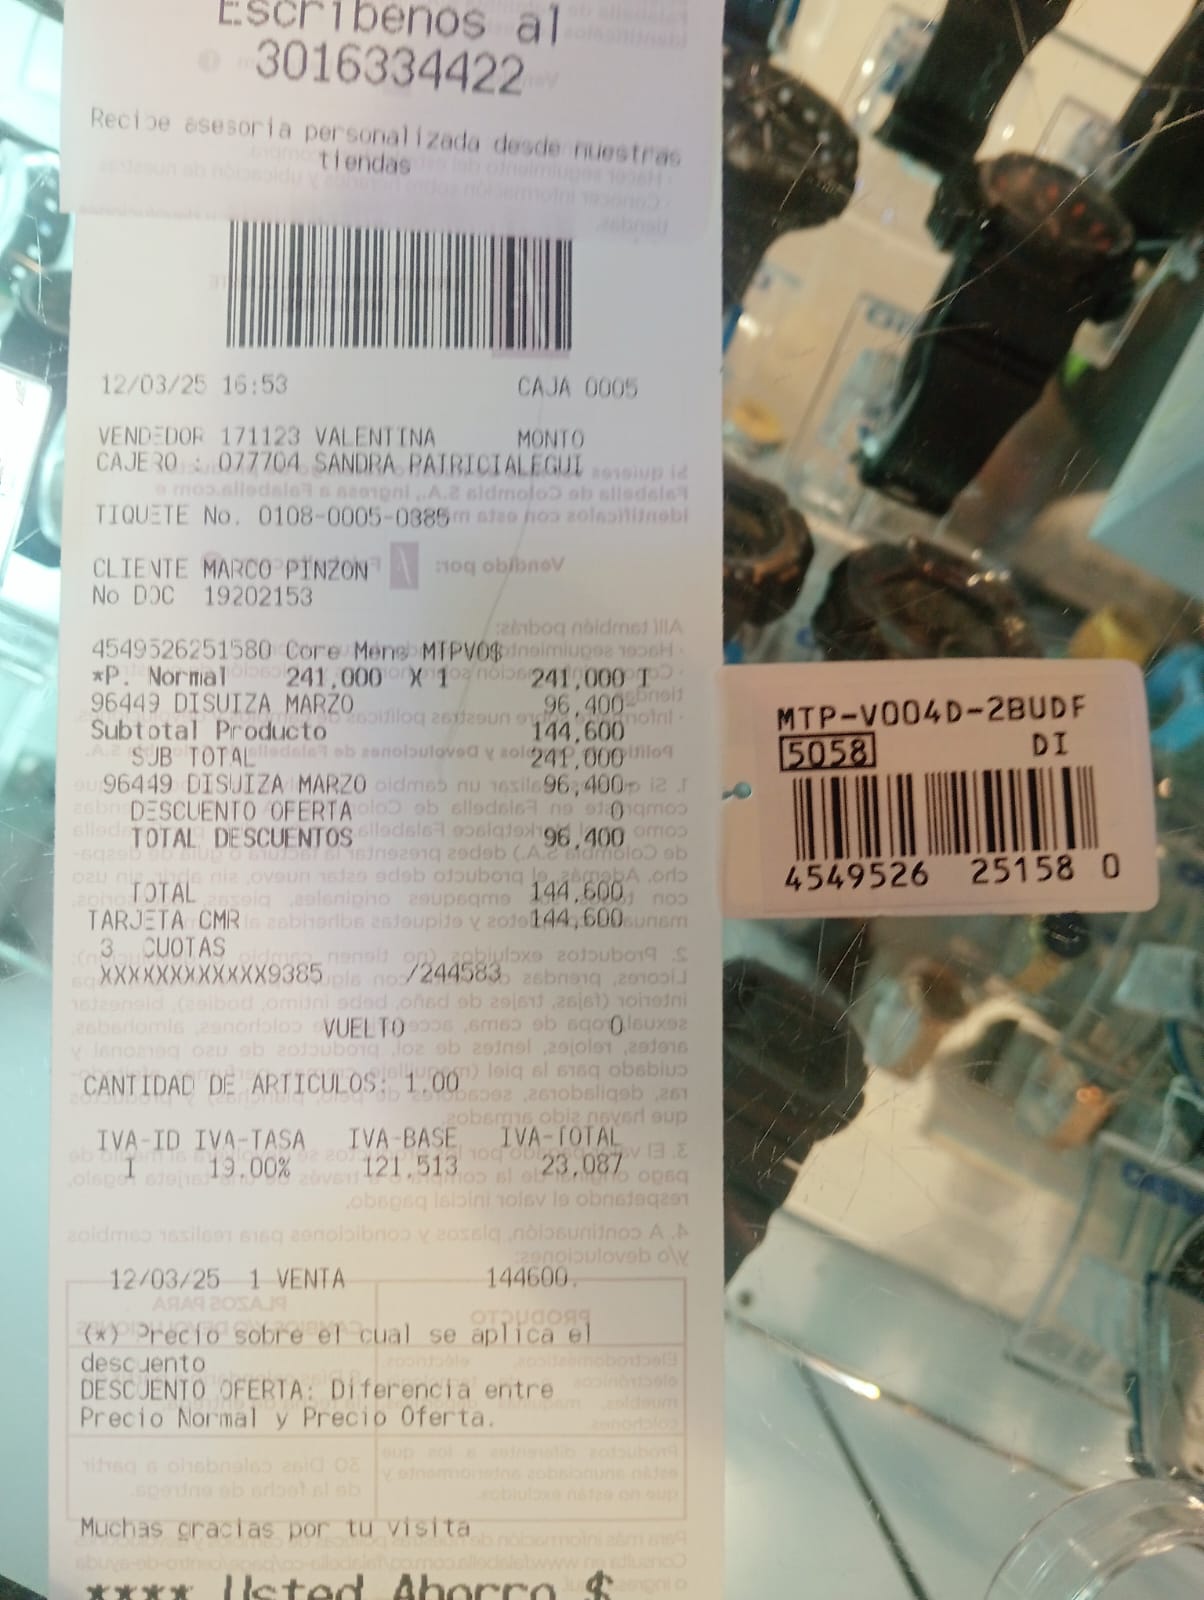 Escríbenos al
3016334422
Recibe asesoria personalizada desde nuestras
tiendas
12/03/25 16:53 CAJA 0005
VENDEDOR 171123 VALENTINA MONTO
CAJERO : 077704 SANDRA PATRICIALEGUI
TIQUETE No. 0108-0005-0385
CLIENTE MARCO PINZON
No DOC 19202153
4549526251580 Core Mens MTPV0$
*P. Normal 241,000 X 1 241,000 I
96449 DISUIZA MARZO 96,400-
Subtotal Producto 144,600
SUB TOTAL 241,000
96449 DISUIZA MARZO 96,400-
DESCUENTO OFERTA 0
TOTAL DESCUENTOS 96,400
TOTAL 144,600
TARJETA CMR 144,600
3 CUOTAS
XXXXXXXXXXXX9385 /244583
VUELTO 0
CANTIDAD DE ARTICULOS: 1.00
IVA-ID IVA-TASA IVA-BASE IVA-TOTAL
I 19.00% 121,513 23,087
12/03/25 1 VENTA 144600.
(*) Precio sobre el cual se aplica el
descuento
DESCUENTO OFERTA: Diferencia entre
Precio Normal y Precio Oferta.
Muchas gracias por tu visita
**** Usted Ahorro $
MTP-V004D-2BUDF
5058 DI
4549526 25158 0